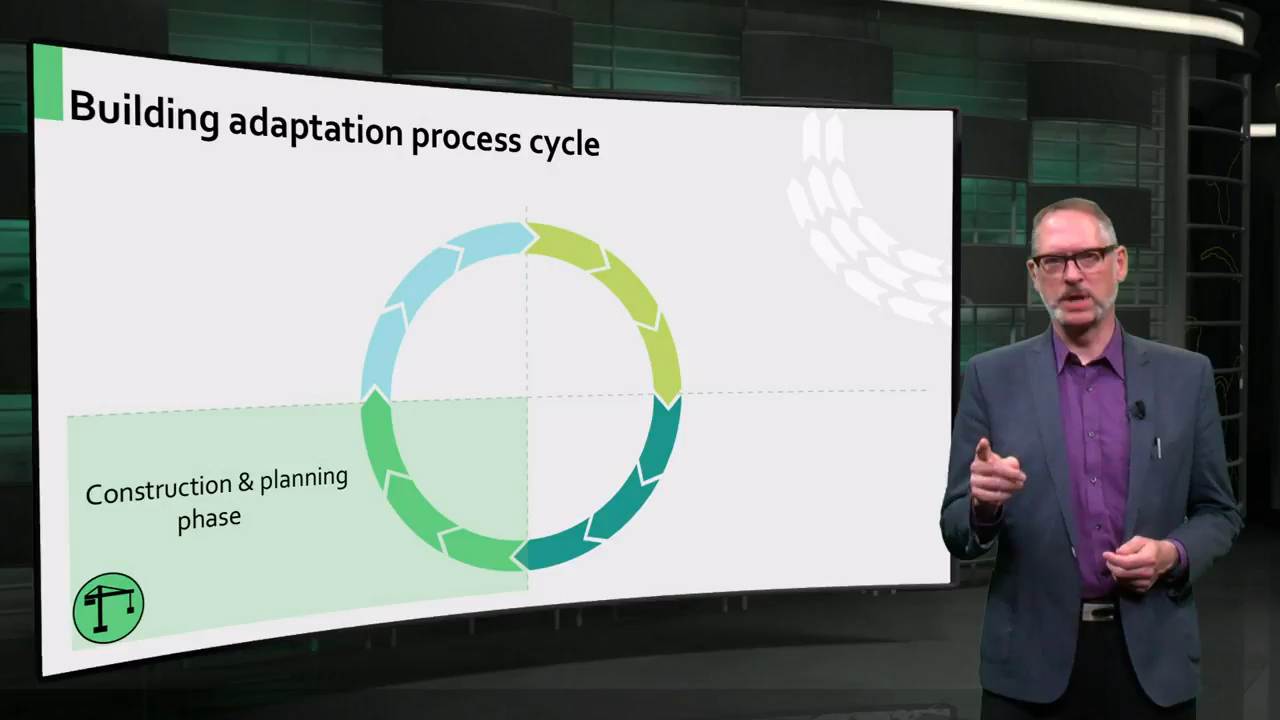 Building adaptation process cycle
Construction & planning
phase